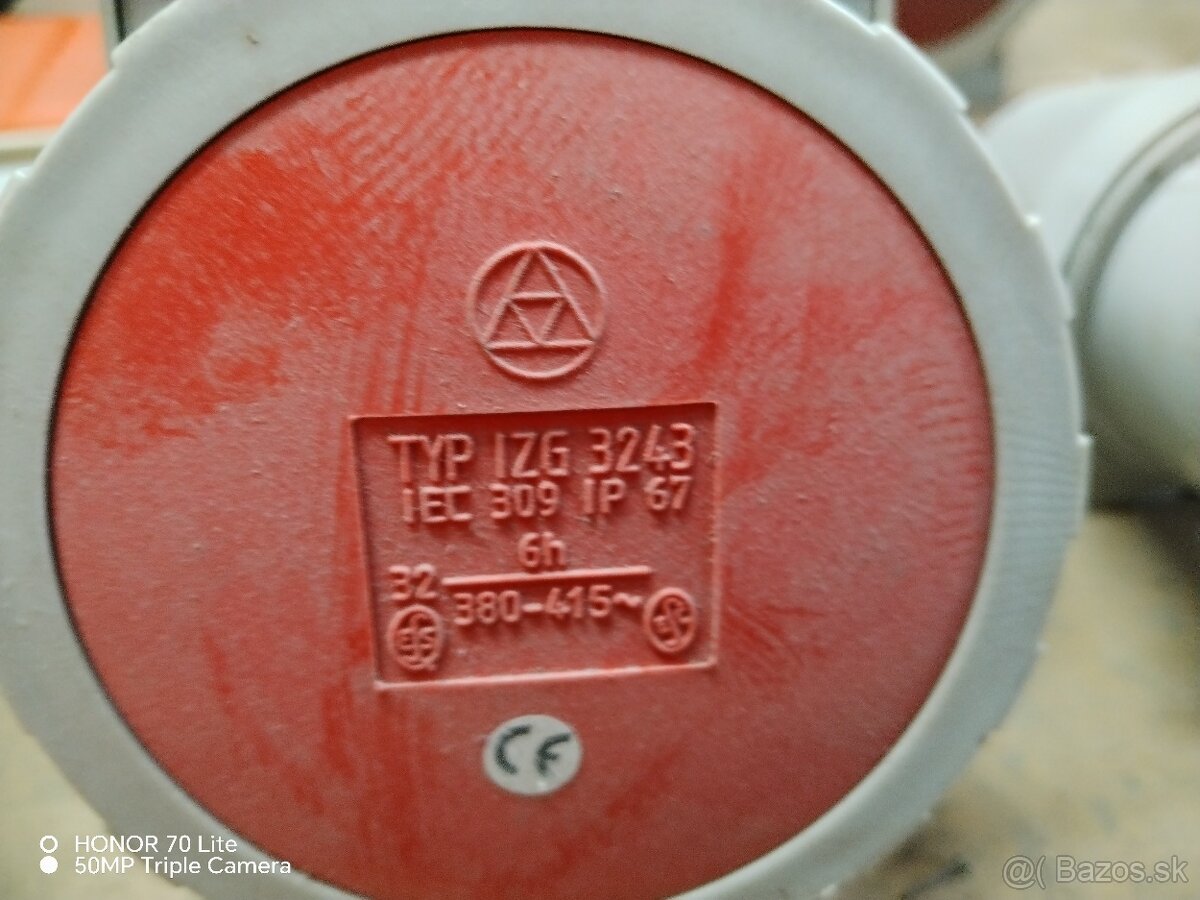 TYP IZG 3243
IEC 309 IP 67
6h
32 380-415~
CE
HONOR 70 Lite
50MP Triple Camera
@( Bazos.sk